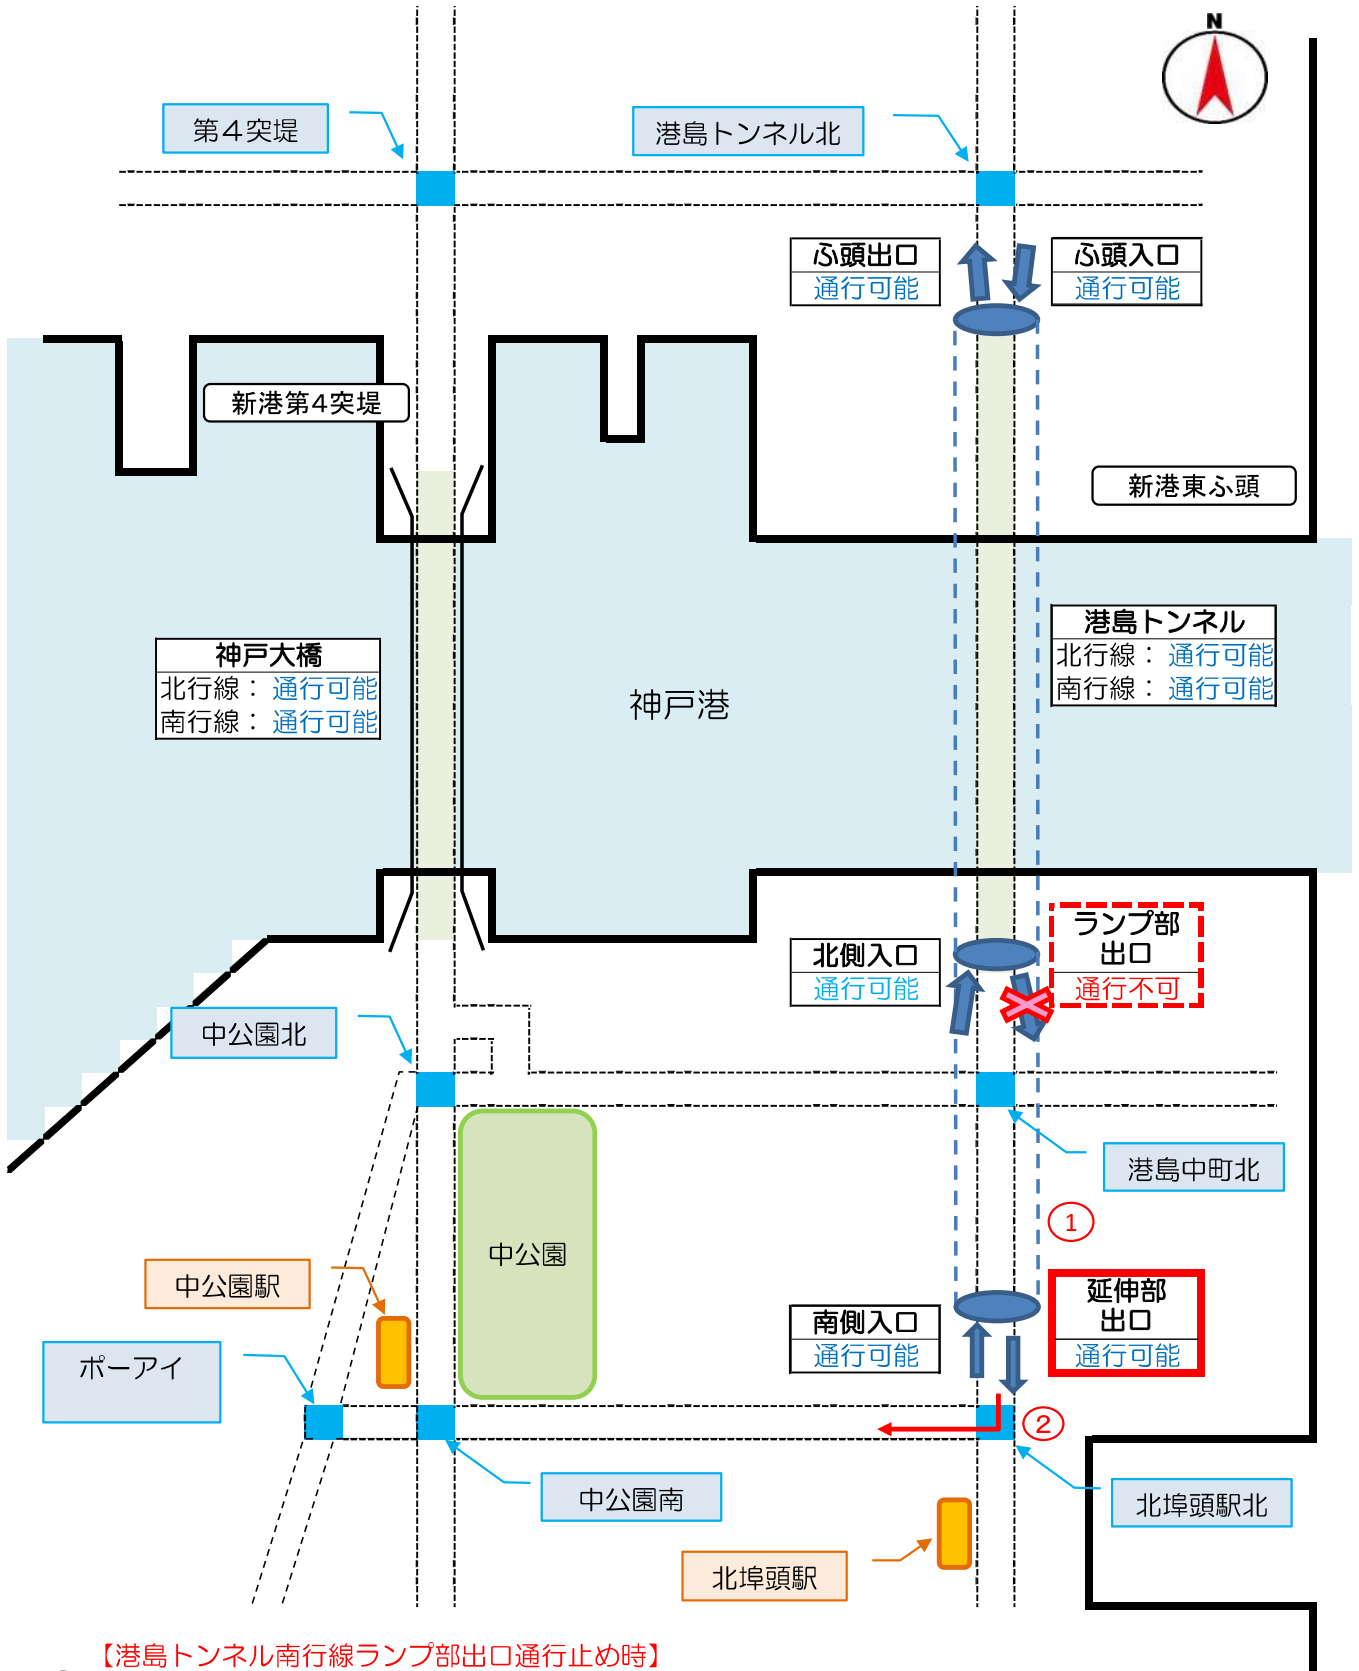 N
第４突堤
港島トンネル北
ふ頭出口
通行可能
ふ頭入口
通行可能
新港第4突堤
新港東ふ頭
神戸大橋
北行線： 通行可能
南行線： 通行可能
神戸港
港島トンネル
北行線： 通行可能
南行線： 通行可能
北側入口
通行可能
ランプ部
出口
通行不可
中公園北
港島中町北
①
中公園
中公園駅
ポーアイ
南側入口
通行可能
延伸部
出口
通行可能
②
中公園南
北埠頭駅北
北埠頭駅
【港島トンネル南行線ランプ部出口通行止め時】